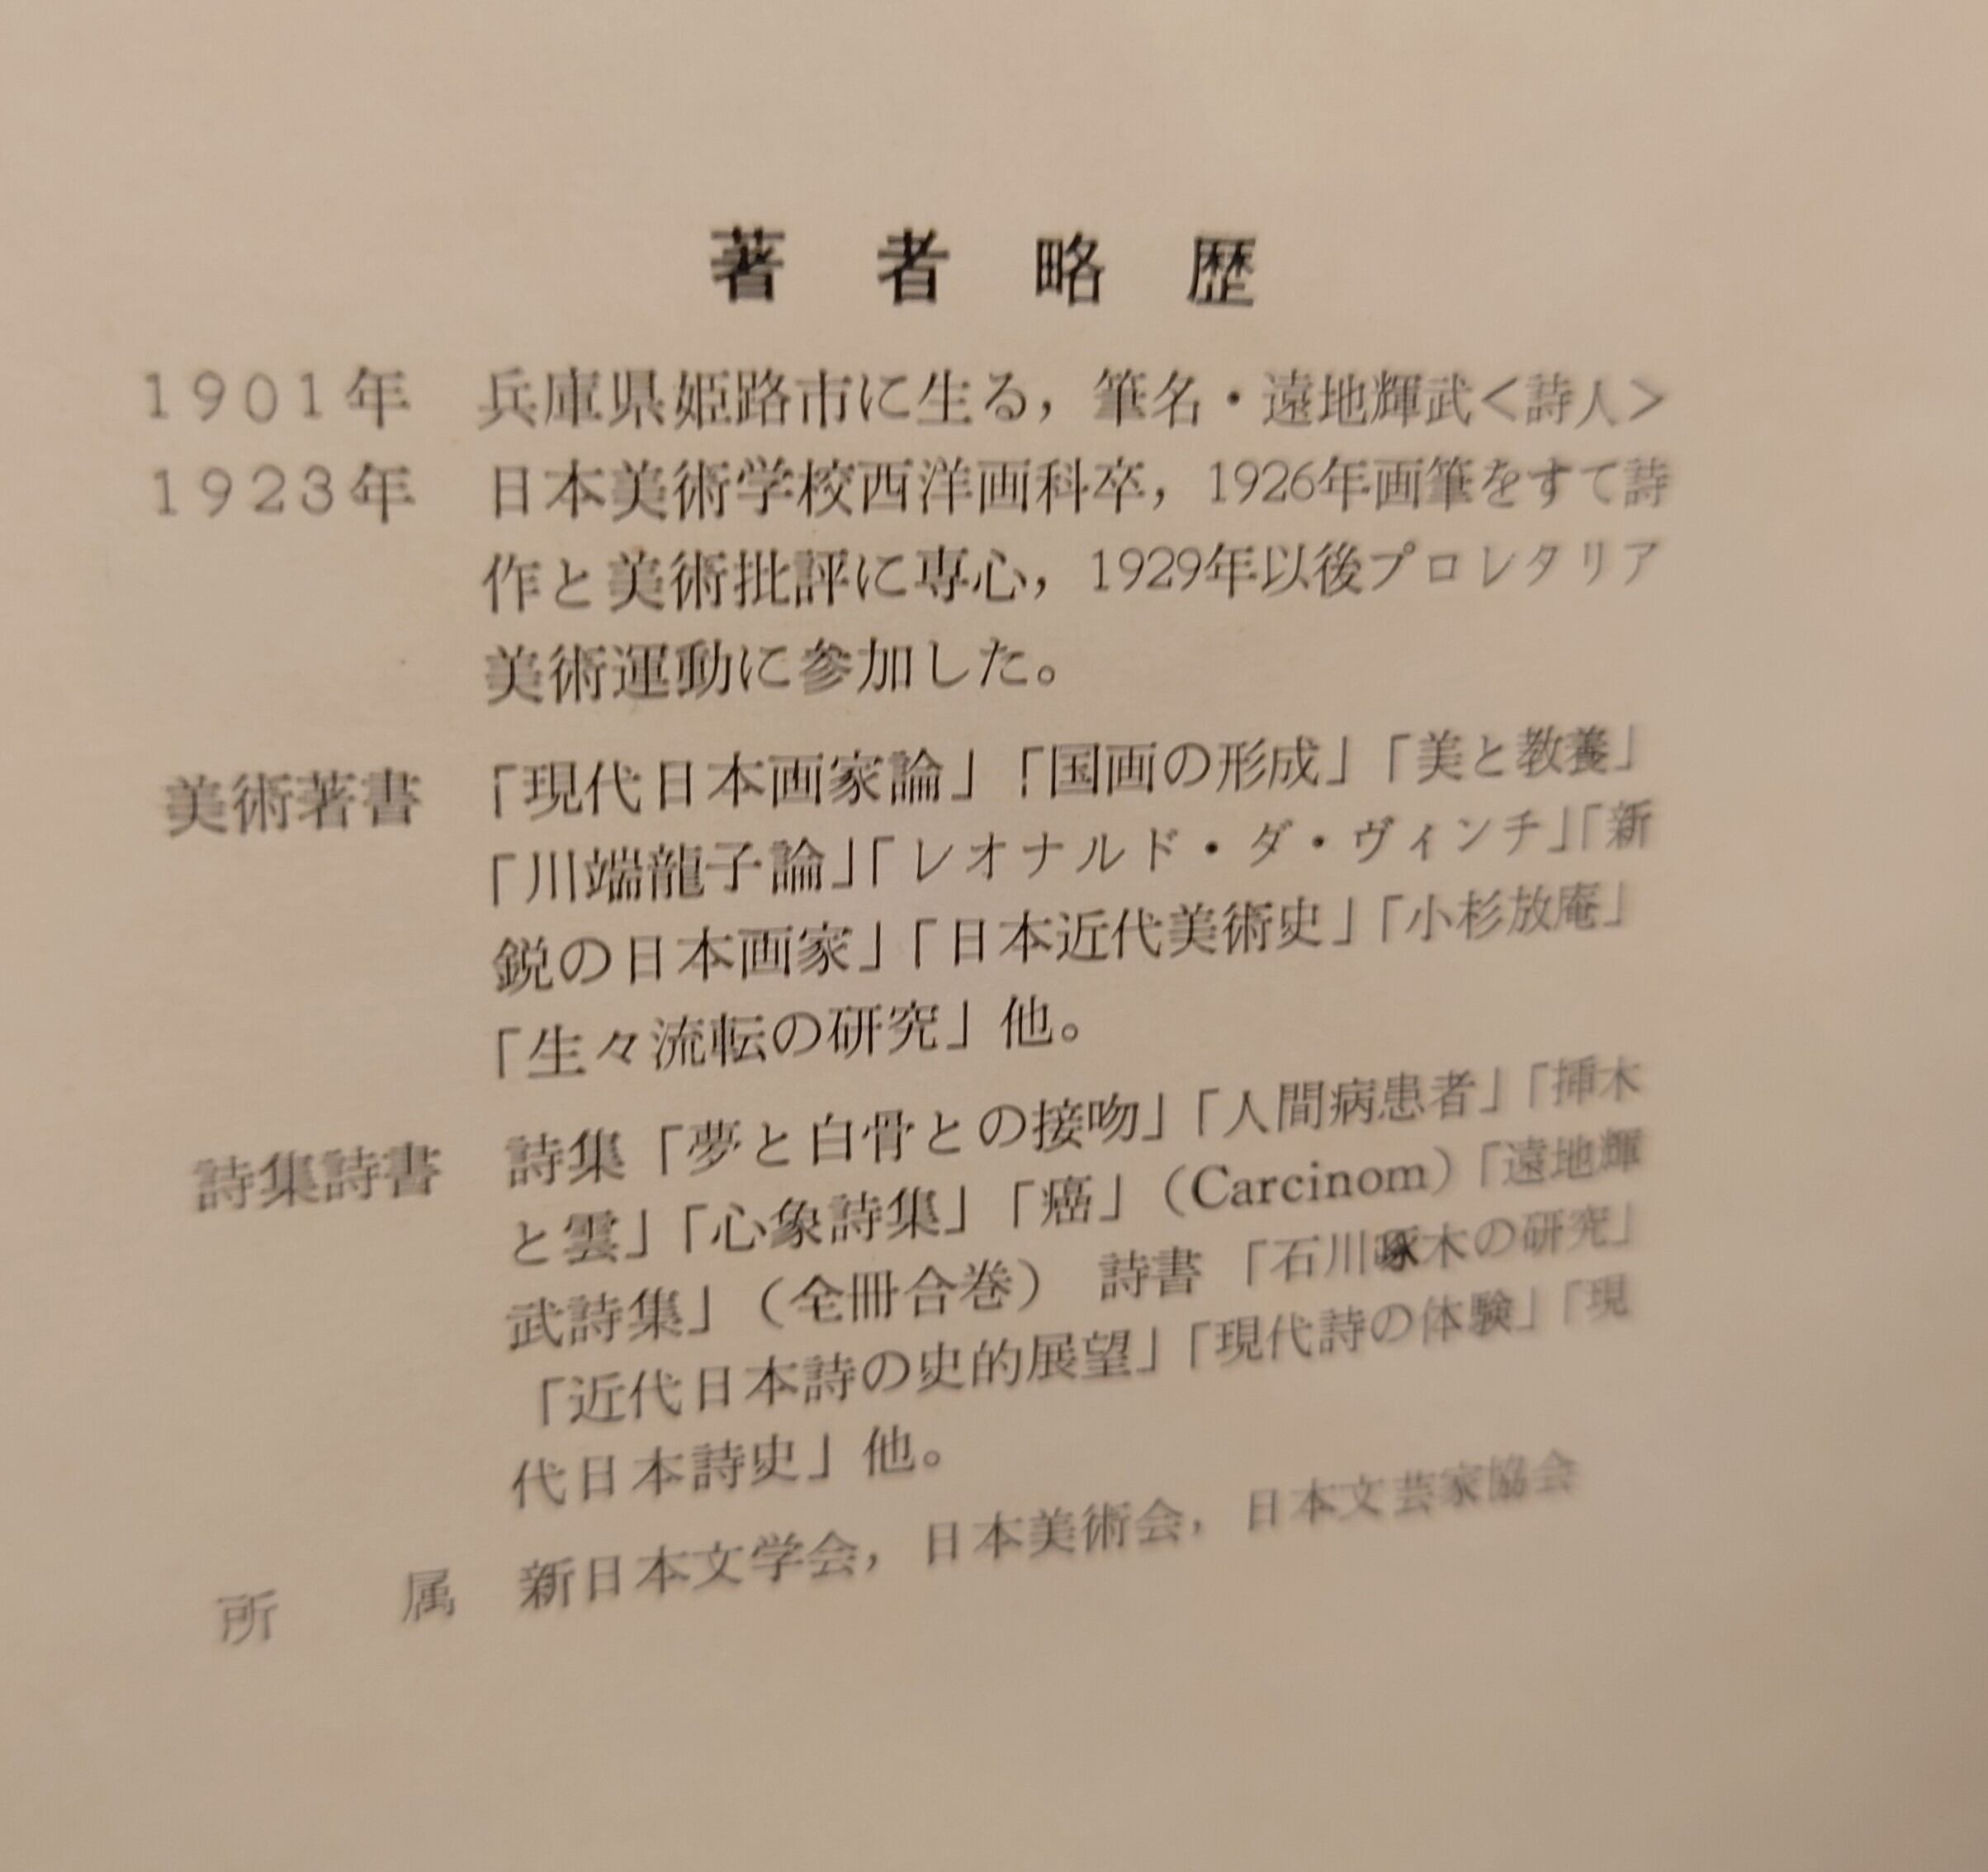 著者略歴
1901年 兵庫県姫路市に生る，筆名・遠地輝武＜詩人＞
1923年 日本美術学校西洋画科卒，1926年画筆をすて詩
作と美術批評に専心，1929年以後プロレタリア
美術運動に参加した。
美術著書 「現代日本画家論」「国画の形成」「美と教養」
「川端龍子論」「レオナルド・ダ・ヴィンチ」「新
鋭の日本画家」「日本近代美術史」「小杉放庵」
「生々流転の研究」他。
詩集詩書 詩集「夢と白骨との接吻」「人間病患者」「挿木
と雲」「心象詩集」「癌」（Carcinom）「遠地輝
武詩集」（全冊合巻） 詩書 「石川啄木の研究」
「近代日本詩の史的展望」「現代詩の体験」「現
代日本詩史」他。
所属 新日本文学会，日本美術会，日本文芸家協会